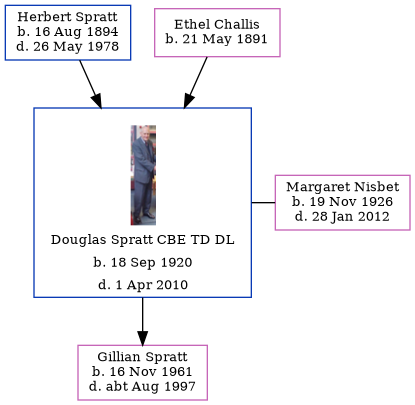 Herbert Spratt
b. 16 Aug 1894
d. 26 May 1978
Ethel Challis
b. 21 May 1891
Douglas Spratt CBE TD DL
b. 18 Sep 1920
d. 1 Apr 2010
Margaret Nisbet
b. 19 Nov 1926
d. 28 Jan 2012
Gillian Spratt
b. 16 Nov 1961
d. abt Aug 1997